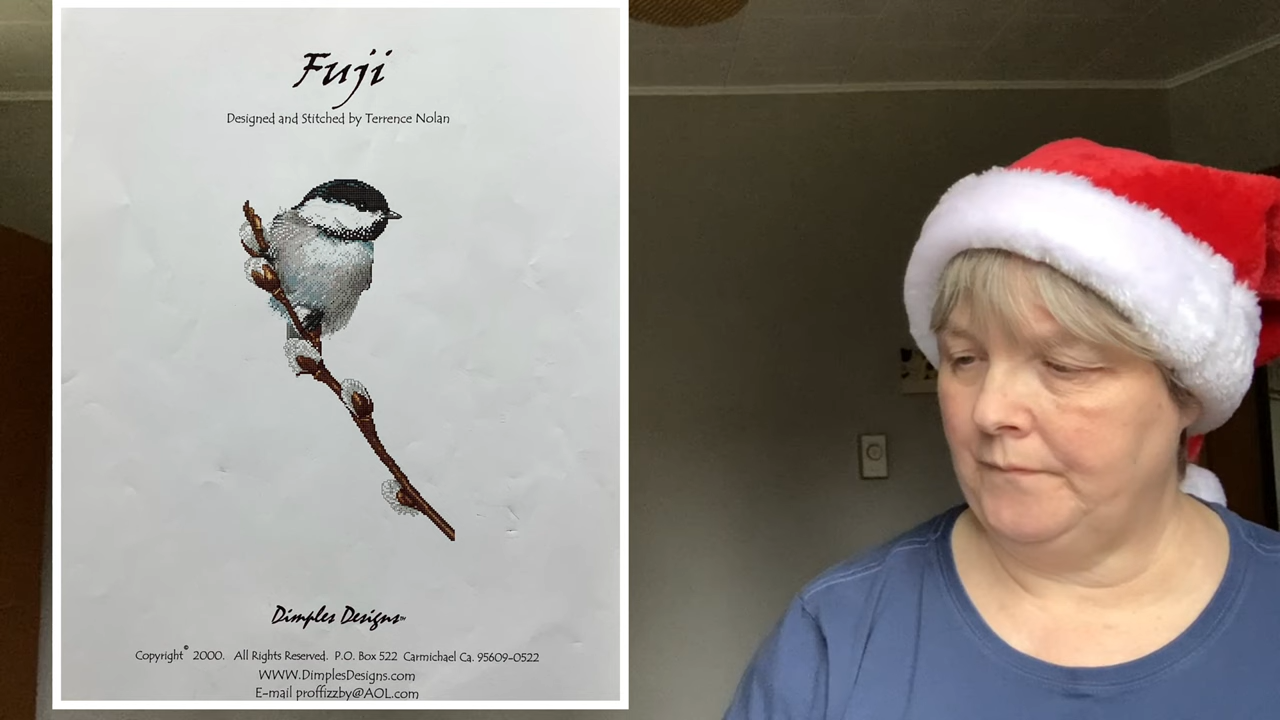 Fuji
Designed and Stitched by Terrence Nolan
Dimples Designs™
Copyright© 2000. All Rights Reserved. P.O. Box 522 Carmichael Ca. 95609-0522
WWW.DimplesDesigns.com
E-mail proffizzby@AOL.com